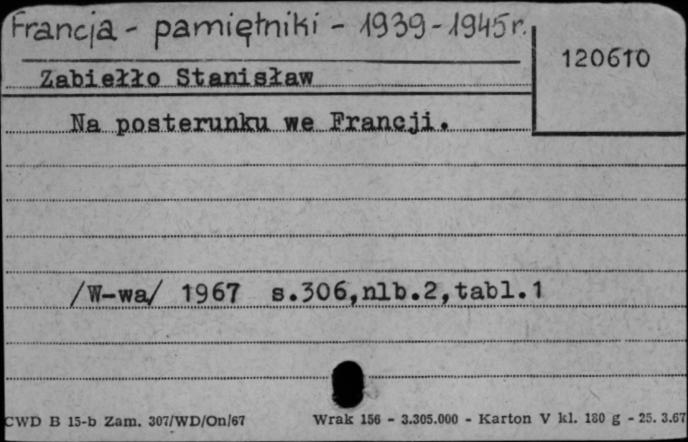 Francja - pamiętniki - 1939-1945r.
120610
Zabiełło Stanisław
Na posterunku we Francji.
/W-wa/ 1967 s.306,nlb.2,tabl.1
CWD B 15-b Zam. 307/WD/On/67 Wrak 156 - 3.305.000 - Karton V kl. 180 g - 25. 3.67